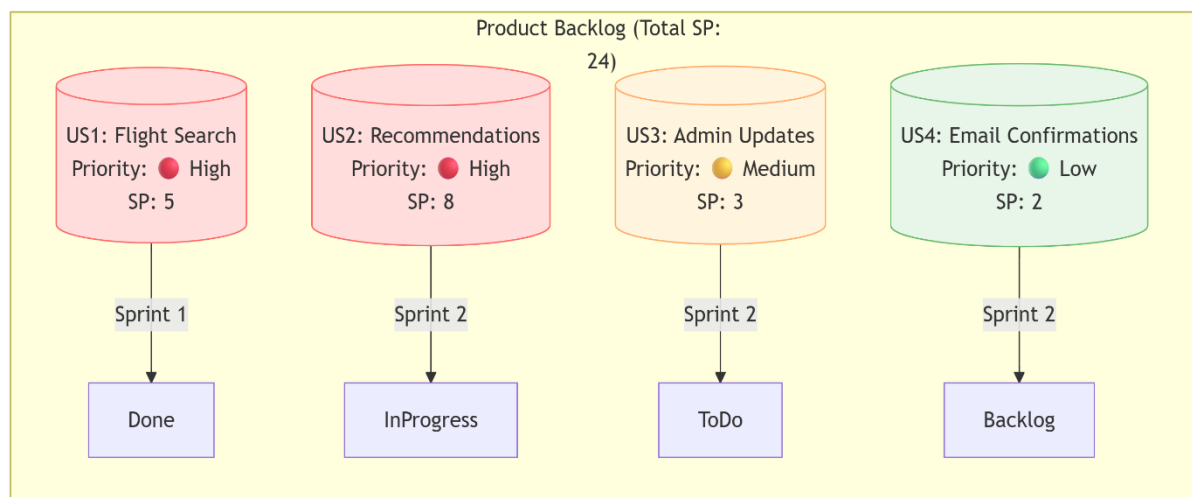 Product Backlog (Total SP:
24)
US1: Flight Search
Priority: 🔴 High
SP: 5
US2: Recommendations
Priority: 🔴 High
SP: 8
US3: Admin Updates
Priority: 🟡 Medium
SP: 3
US4: Email Confirmations
Priority: 🟢 Low
SP: 2
Sprint 1
Sprint 2
Sprint 2
Sprint 2
Done
InProgress
ToDo
Backlog